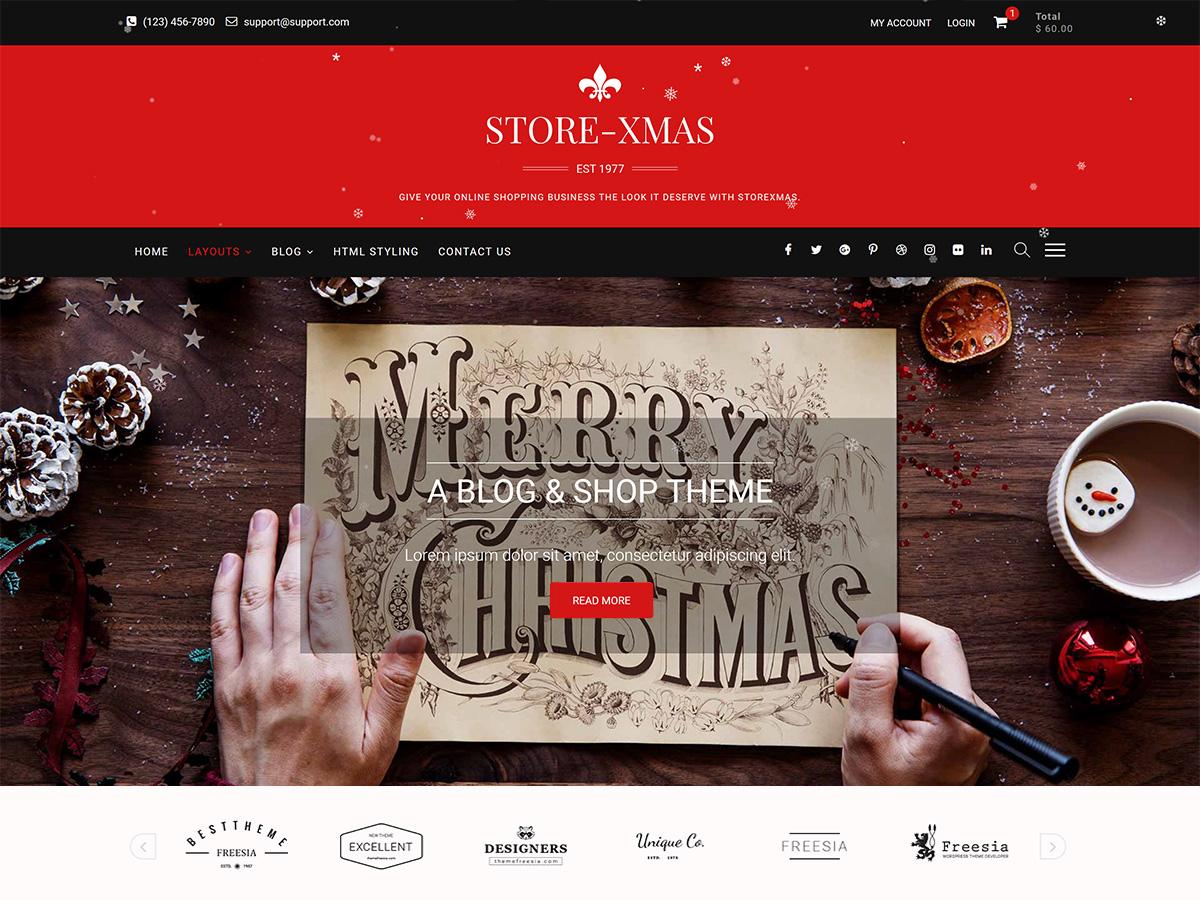 (123) 456-7890 support@support.com
MY ACCOUNT LOGIN 1 Total
$ 60.00
STORE-XMAS
EST 1977
GIVE YOUR ONLINE SHOPPING BUSINESS THE LOOK IT DESERVE WITH STOREXMAS.
HOME LAYOUTS BLOG HTML STYLING CONTACT US
MERRY
A BLOG & SHOP THEME
Lorem ipsum dolor sit amet, consectetur adipiscing elit.
READ MORE
CHRISTMAS
BESTTHEME
FREESIA
ESTD. 1987
NEW THEME
EXCELLENT
themefreesia.com
DESIGNERS
themefreesia.com
Unique Co.
ESTD. 1978
FREESIA
Freesia
WORDPRESS THEME DEVELOPER